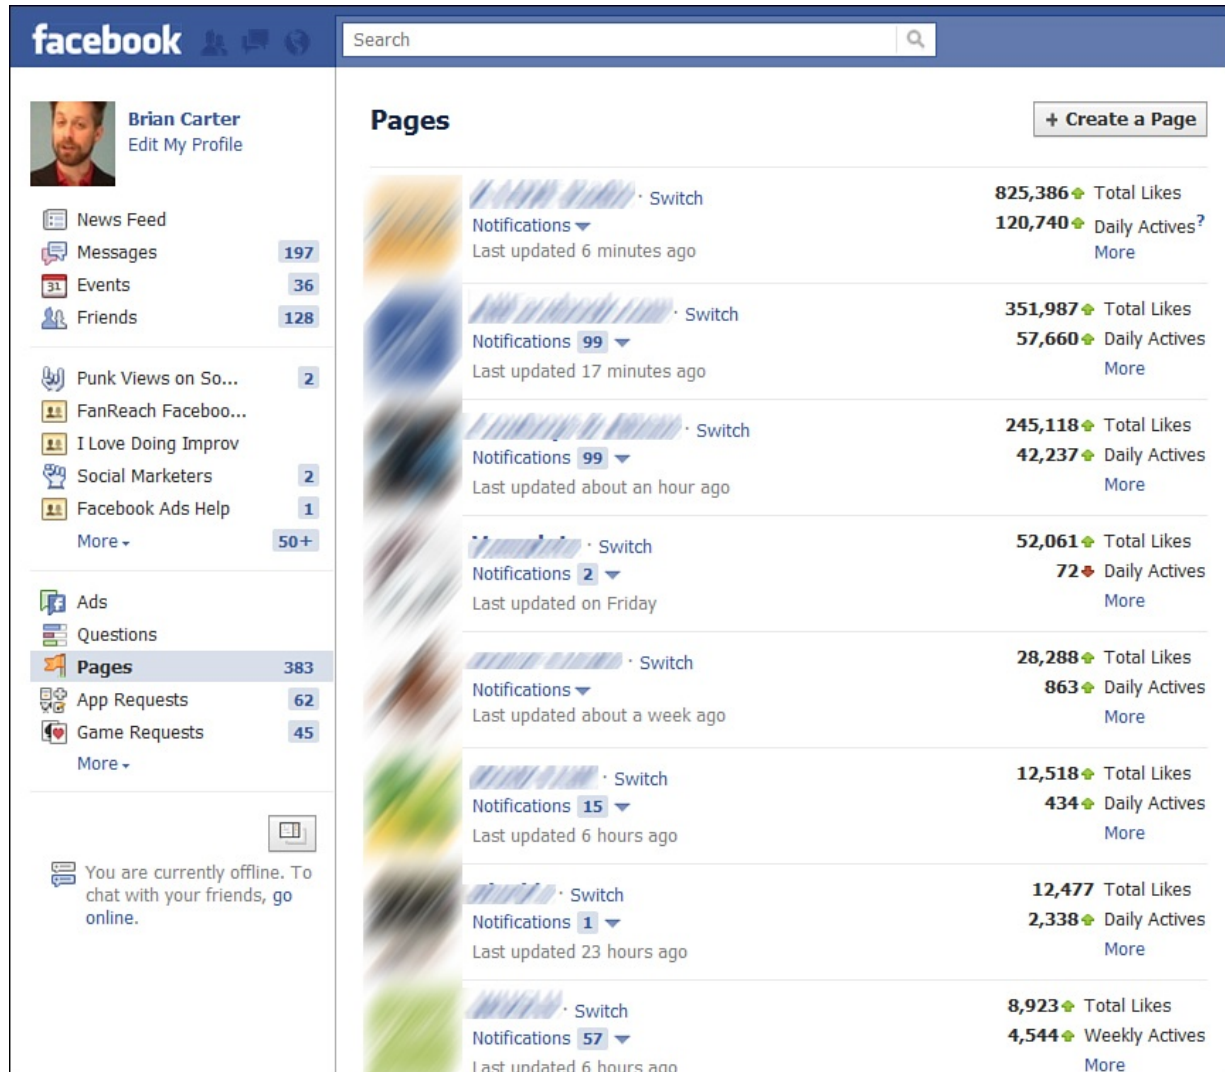 facebook
Search
Brian Carter
Edit My Profile
News Feed
Messages 197
31 Events 36
Friends 128
Punk Views on So... 2
FanReach Faceboo...
I Love Doing Improv
Social Marketers 2
Facebook Ads Help 1
More 50+
Ads
Questions
Pages 383
App Requests 62
Game Requests 45
More
You are currently offline. To
chat with your friends, go
online.
Pages
+ Create a Page
· Switch
Notifications
Last updated 6 minutes ago
825,386 Total Likes
120,740 Daily Actives?
More
· Switch
Notifications 99
Last updated 17 minutes ago
351,987 Total Likes
57,660 Daily Actives
More
· Switch
Notifications 99
Last updated about an hour ago
245,118 Total Likes
42,237 Daily Actives
More
· Switch
Notifications 2
Last updated on Friday
52,061 Total Likes
72 Daily Actives
More
· Switch
Notifications
Last updated about a week ago
28,288 Total Likes
863 Daily Actives
More
· Switch
Notifications 15
Last updated 6 hours ago
12,518 Total Likes
434 Daily Actives
More
· Switch
Notifications 1
Last updated 23 hours ago
12,477 Total Likes
2,338 Daily Actives
More
· Switch
Notifications 57
Last updated 6 hours ago
8,923 Total Likes
4,544 Weekly Actives
More